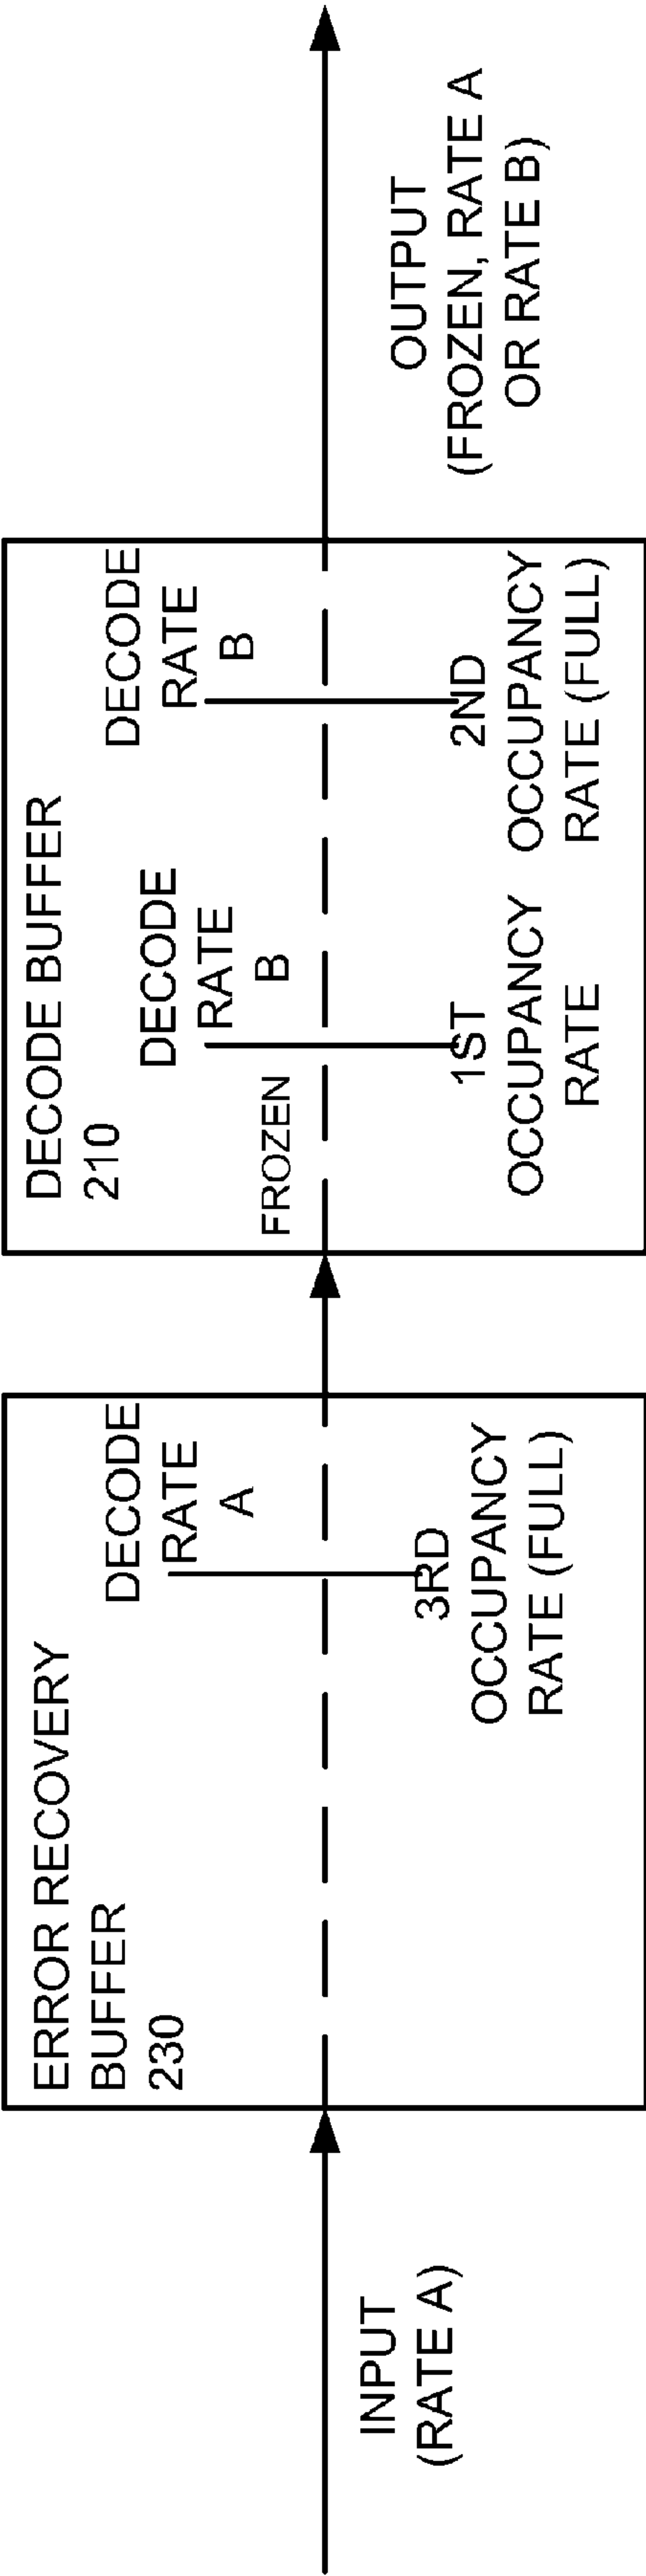 INPUT
(RATE A)
ERROR RECOVERY
BUFFER
230
DECODE
RATE
A
3RD
OCCUPANCY
RATE (FULL)
DECODE BUFFER
210
FROZEN
DECODE
RATE
B
1ST
OCCUPANCY
RATE
DECODE
RATE
B
2ND
OCCUPANCY
RATE (FULL)
OUTPUT
(FROZEN, RATE A
OR RATE B)